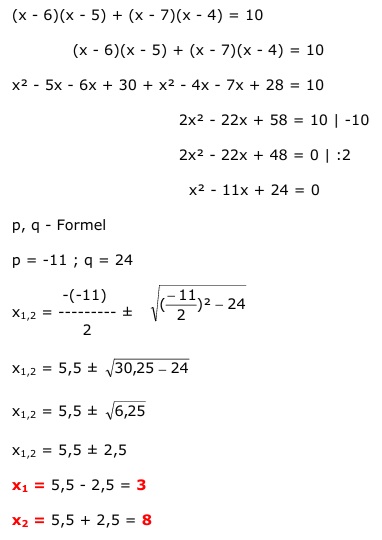 (x - 6)(x - 5) + (x - 7)(x - 4) = 10
(x - 6)(x - 5) + (x - 7)(x - 4) = 10
x² - 5x - 6x + 30 + x² - 4x - 7x + 28 = 10
2x² - 22x + 58 = 10 | -10
2x² - 22x + 48 = 0 | :2
x² - 11x + 24 = 0
p, q - Formel
p = -11 ; q = 24
x₁,₂ = -(-11) / 2 ± √((−11 / 2)² − 24)
x₁,₂ = 5,5 ± √(30,25 − 24)
x₁,₂ = 5,5 ± √(6,25)
x₁,₂ = 5,5 ± 2,5
x₁ = 5,5 - 2,5 = 3
x₂ = 5,5 + 2,5 = 8